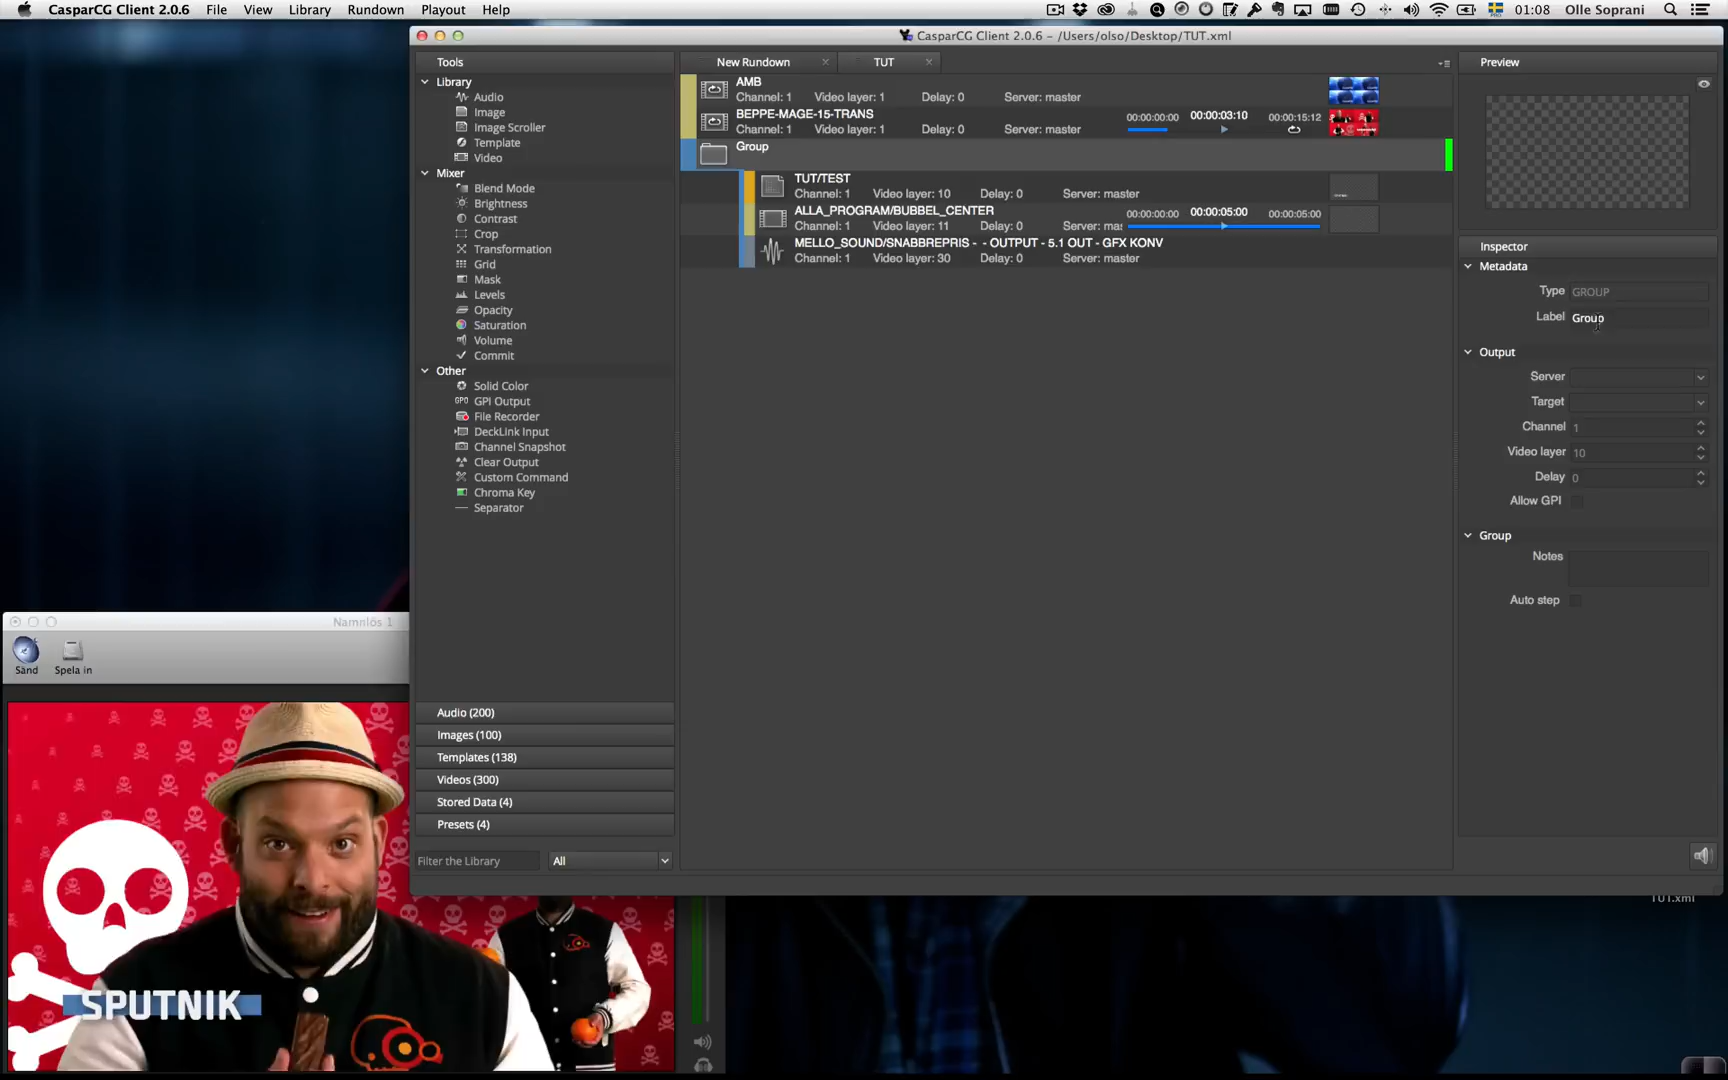 CasparCG Client 2.0.6 File View Library Rundown Playout Help 01:08 Olle Soprani
CasparCG Client 2.0.6 – /Users/olso/Desktop/TUT.xml
Tools
Library
Audio
Image
Image Scroller
Template
Video
Mixer
Blend Mode
Brightness
Contrast
Crop
Transformation
Grid
Mask
Levels
Opacity
Saturation
Volume
Commit
Other
Solid Color
GPO GPI Output
File Recorder
DeckLink Input
Channel Snapshot
Clear Output
Custom Command
Chroma Key
Separator
Audio (200)
Images (100)
Templates (138)
Videos (300)
Stored Data (4)
Presets (4)
Filter the Library All
New Rundown TUT
AMB
Channel: 1 Video layer: 1 Delay: 0 Server: master
BEPPE-MAGE-15-TRANS
Channel: 1 Video layer: 1 Delay: 0 Server: master 00:00:00:00 00:00:03:10 00:00:15:12
Group
TUT/TEST
Channel: 1 Video layer: 10 Delay: 0 Server: master
ALLA_PROGRAM/BUBBEL_CENTER
Channel: 1 Video layer: 11 Delay: 0 Server: mas 00:00:00:00 00:00:05:00 00:00:05:00
MELLO_SOUND/SNABBREPRIS - - OUTPUT - 5.1 OUT - GFX KONV
Channel: 1 Video layer: 30 Delay: 0 Server: master
Preview
Inspector
Metadata
Type GROUP
Label Group
Output
Server
Target
Channel 1
Video layer 10
Delay 0
Allow GPI
Group
Notes
Auto step
Namnlös 1
Sänd Spela in
SPUTNIK
TUT.xml